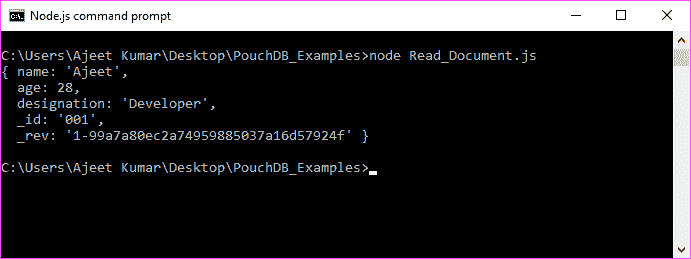 Node.js command prompt
C:\Users\Ajeet Kumar\Desktop\PouchDB_Examples>node Read_Document.js
{ name: 'Ajeet',
  age: 28,
  designation: 'Developer',
  _id: '001',
  _rev: '1-99a7a80ec2a74959885037a16d57924f' }
C:\Users\Ajeet Kumar\Desktop\PouchDB_Examples>